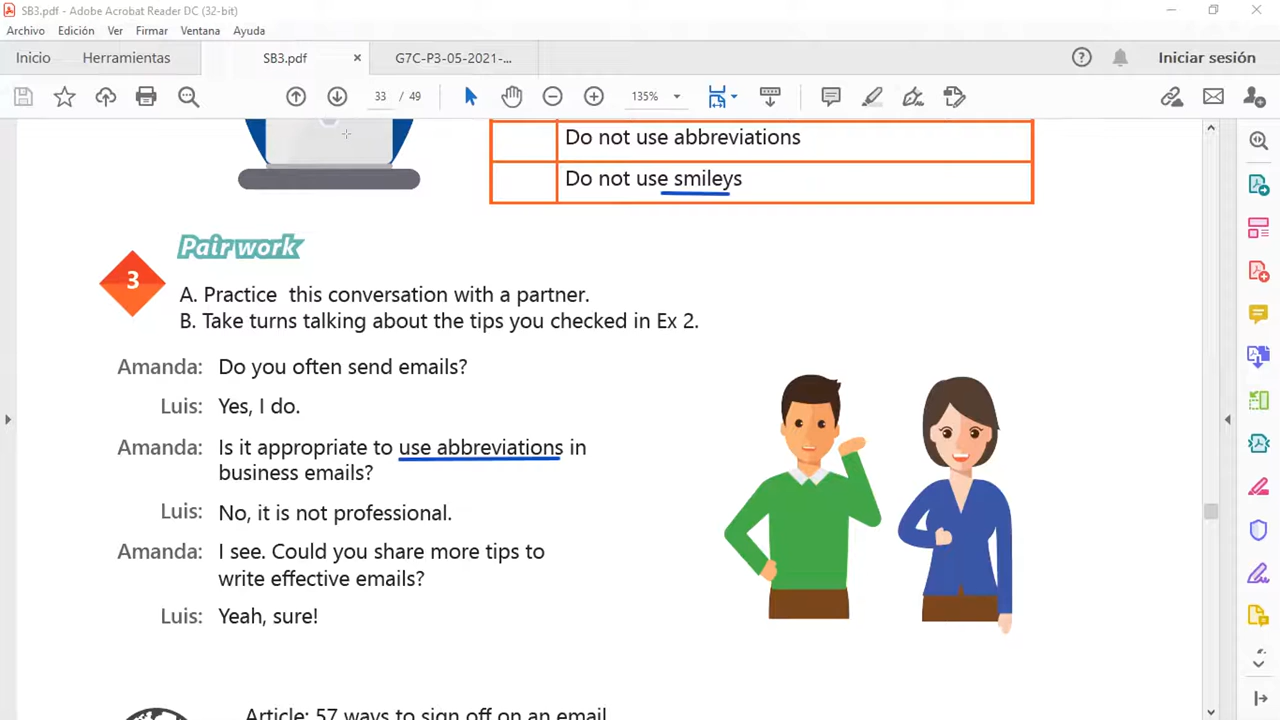 SB3.pdf - Adobe Acrobat Reader DC (32-bit)
Archivo Edición Ver Firmar Ventana Ayuda
Inicio Herramientas SB3.pdf × G7C-P3-05-2021-... Iniciar sesión
33 / 49 135%
Do not use abbreviations
Do not use smileys
Pair work
3
A. Practice this conversation with a partner.
B. Take turns talking about the tips you checked in Ex 2.
Amanda: Do you often send emails?
Luis: Yes, I do.
Amanda: Is it appropriate to use abbreviations in
business emails?
Luis: No, it is not professional.
Amanda: I see. Could you share more tips to
write effective emails?
Luis: Yeah, sure!
Article: 57 ways to sign off on an email